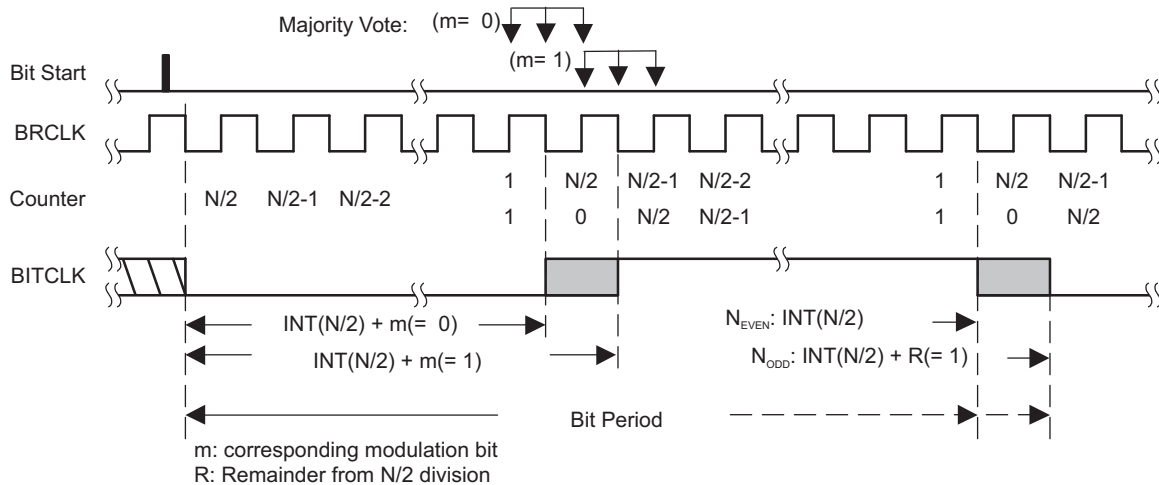 Majority Vote: (m= 0)
(m= 1)
Bit Start
BRCLK
Counter
N/2 N/2-1 N/2-2 1 N/2 N/2-1 N/2-2 1 N/2 N/2-1
1 0 N/2 N/2-1 1 0 N/2
BITCLK
INT(N/2) + m(= 0) NEVEN: INT(N/2)
INT(N/2) + m(= 1) NODD: INT(N/2) + R(= 1)
Bit Period
m: corresponding modulation bit
R: Remainder from N/2 division